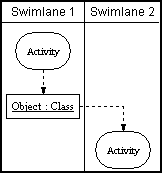 Swimlane 1 Swimlane 2
Activity
Object : Class
Activity